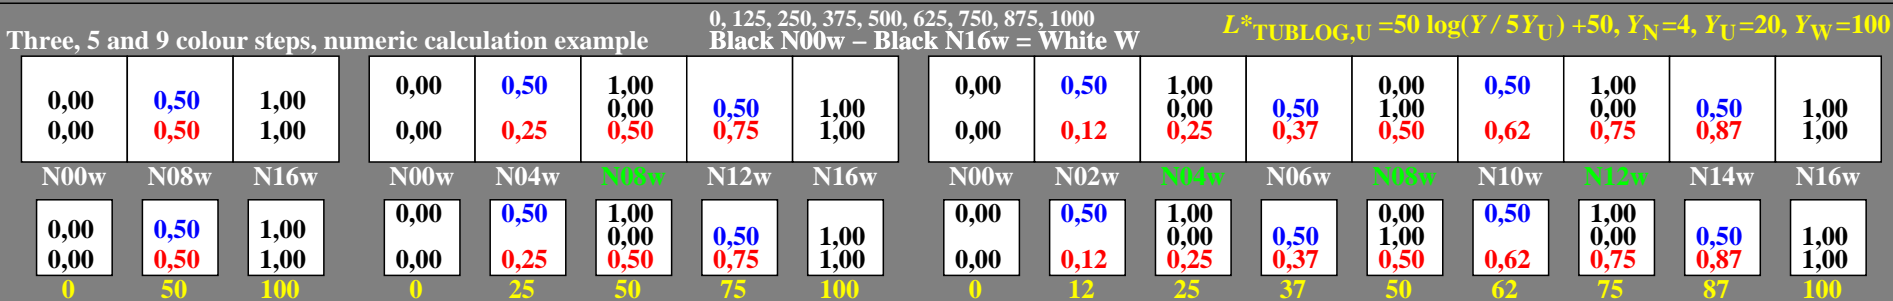 0, 125, 250, 375, 500, 625, 750, 875, 1000
Three, 5 and 9 colour steps, numeric calculation example
Black N00w – Black N16w = White W
L*TUBLOG,U =50 log(Y / 5YU) +50, YN=4, YU=20, YW=100
0,00 0,50 1,00
0,00 0,50 1,00
N00w N08w N16w
0,00 0,50 1,00
0,00 0,50 1,00
0 50 100
0,00 0,50 1,00
0,00 0,50 1,00
0,00 0,25 0,50 0,75 1,00
N00w N04w N08w N12w N16w
0,00 0,50 1,00
0,00 0,50 1,00
0,00 0,25 0,50 0,75 1,00
0 25 50 75 100
0,00 0,50 1,00 0,00 0,50 1,00
0,00 0,50 1,00 0,00 0,50 1,00
0,00 0,12 0,25 0,37 0,50 0,62 0,75 0,87 1,00
N00w N02w N04w N06w N08w N10w N12w N14w N16w
0,00 0,50 1,00 0,00 0,50 1,00
0,00 0,50 1,00 0,00 0,50 1,00
0,00 0,12 0,25 0,37 0,50 0,62 0,75 0,87 1,00
0 12 25 37 50 62 75 87 100